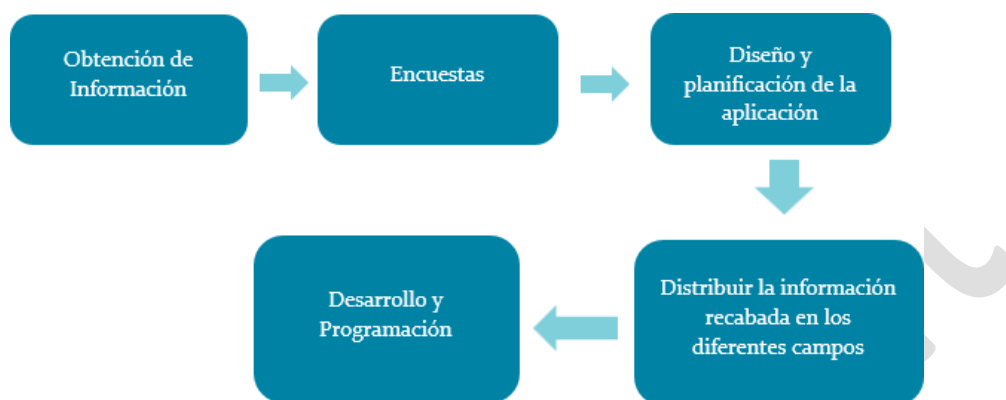 Obtención de
Información
Encuestas
Diseño y
planificación de la
aplicación
Distribuir la información
recabada en los
diferentes campos
Desarrollo y
Programación